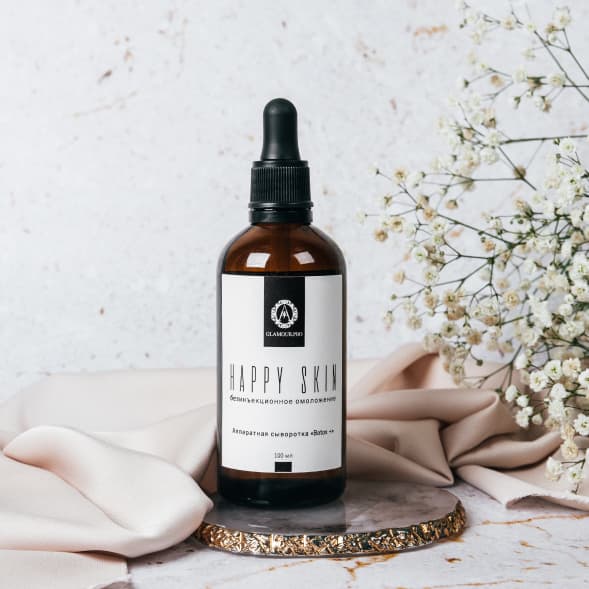 GLAMOUR.PRO
HAPPY SKIN
безинъекционное омоложение
Аппаратная сыворотка «Botox +»
100 мл